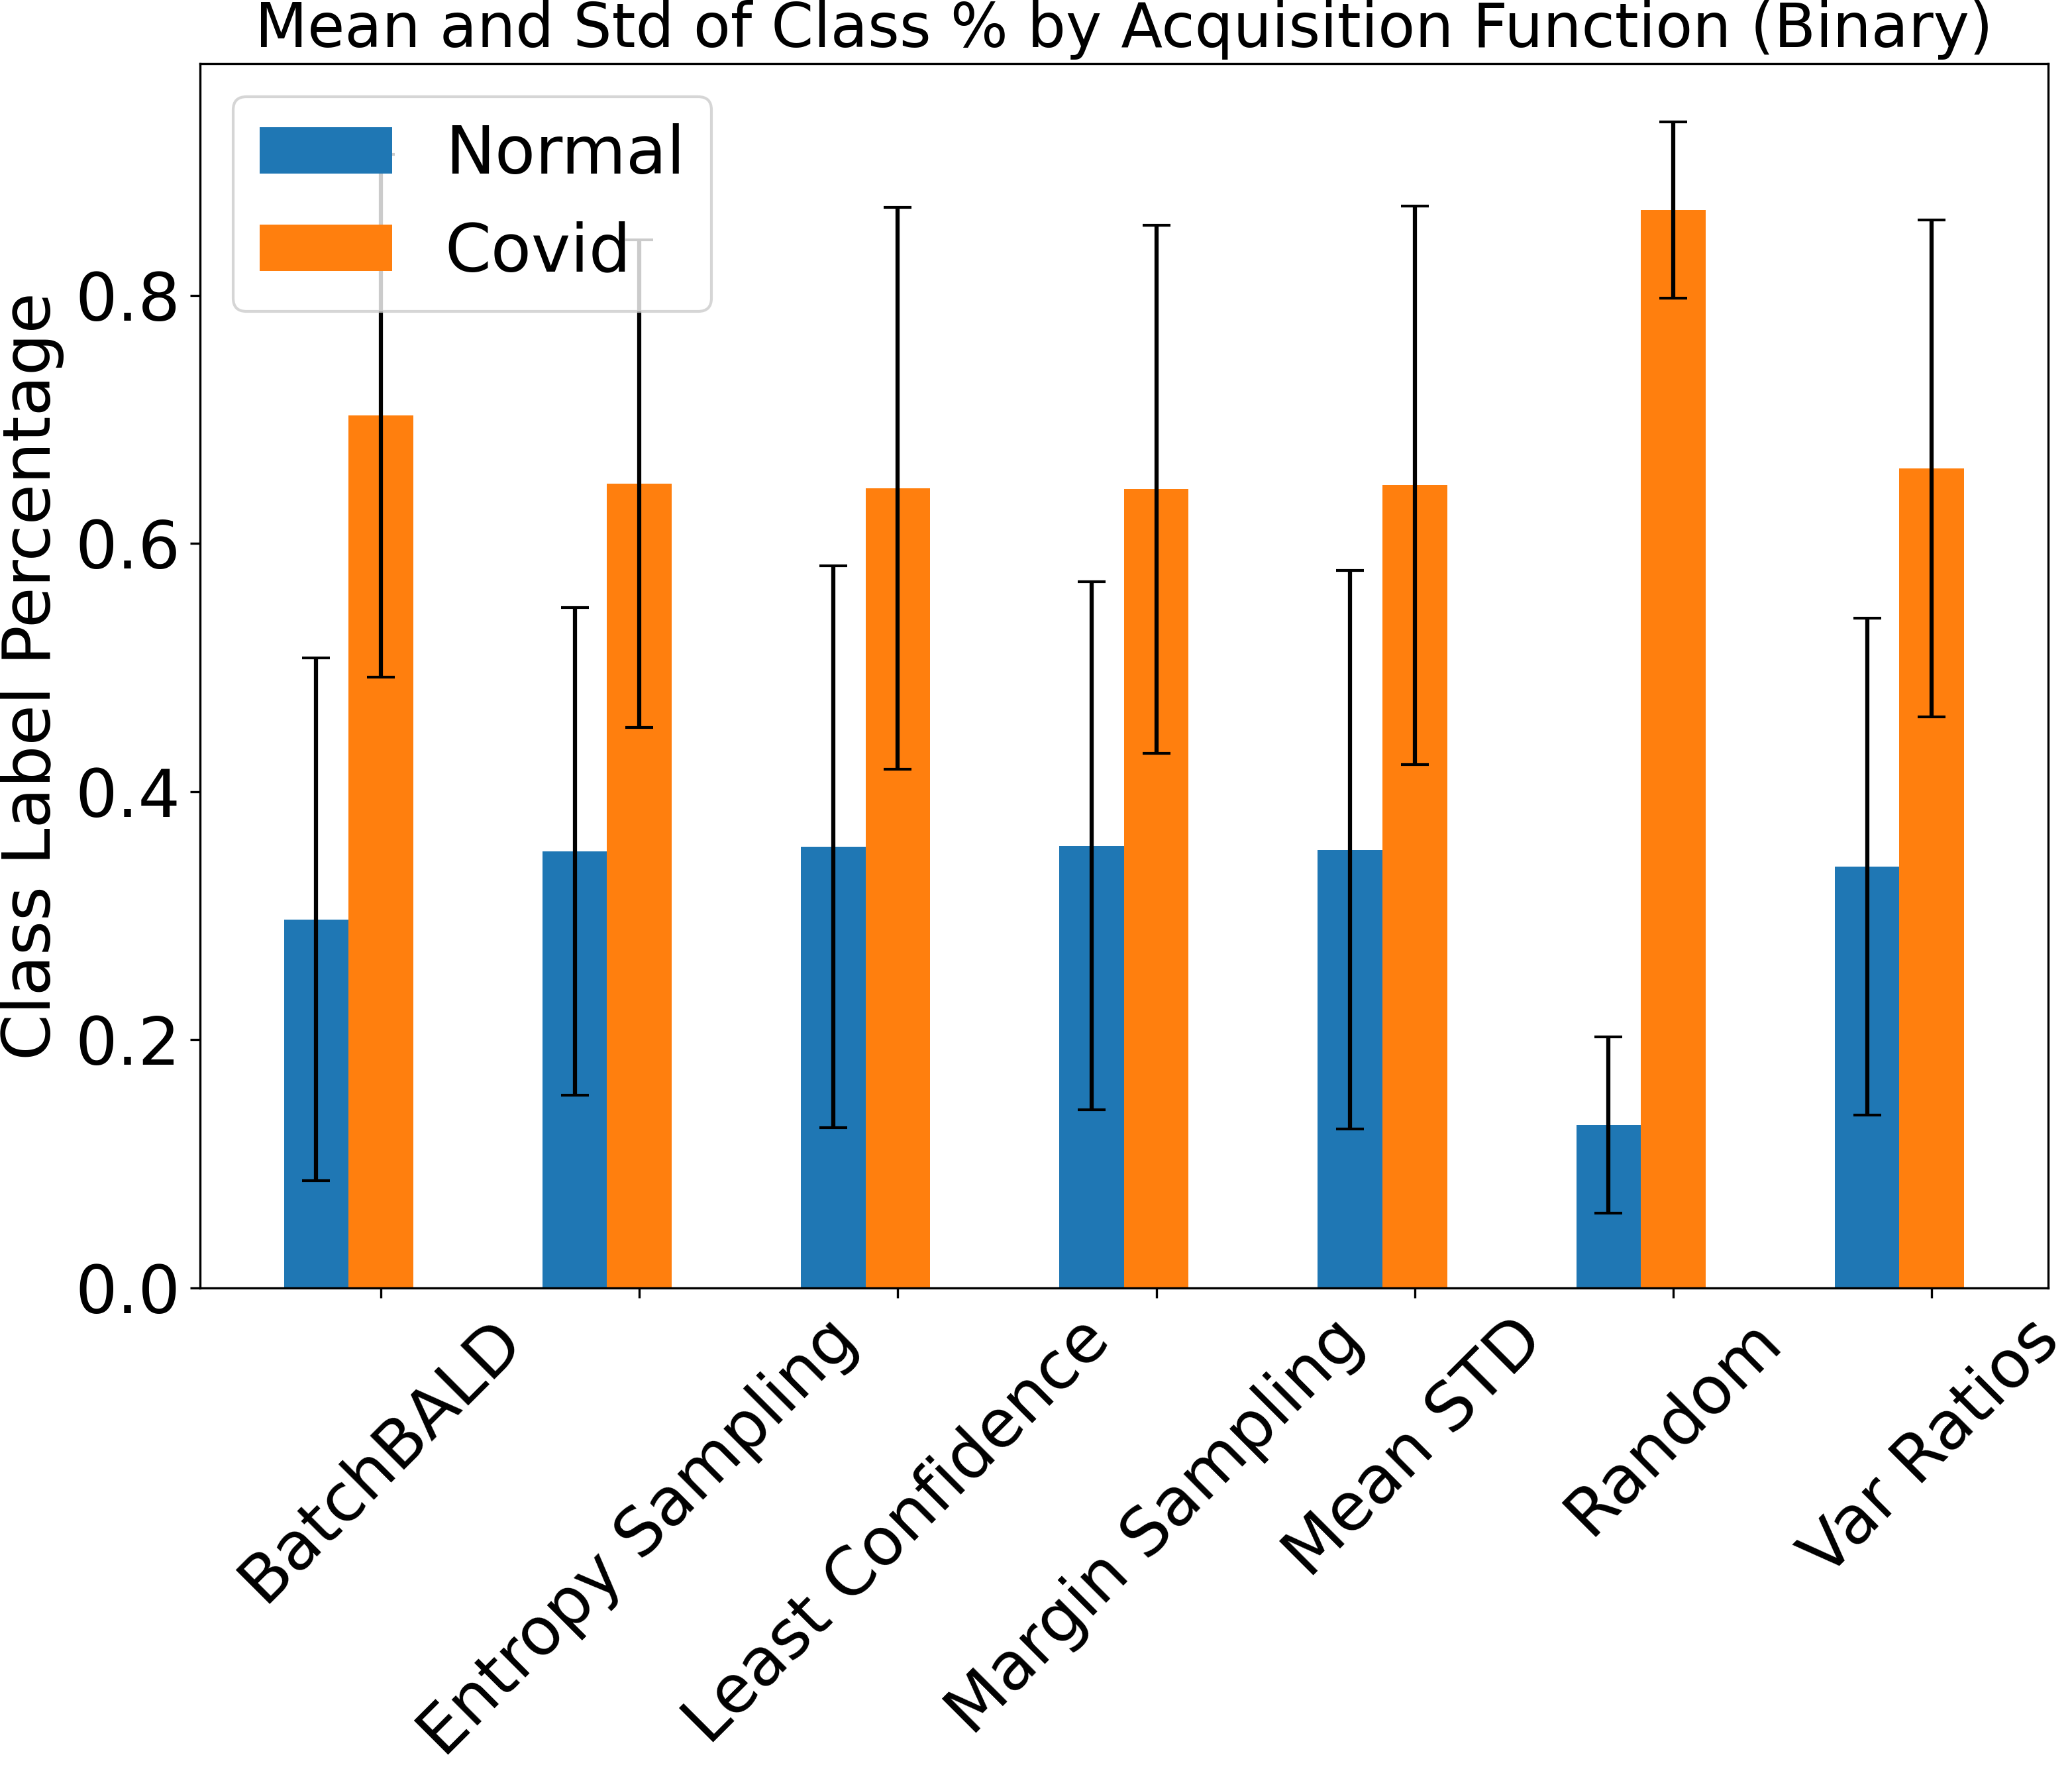 Mean and Std of Class % by Acquisition Function (Binary)
Normal
Covid
Class Label Percentage
0.8
0.6
0.4
0.2
0.0
BatchBALD
Entropy Sampling
Least Confidence
Margin Sampling
Mean STD
Random
Var Ratios